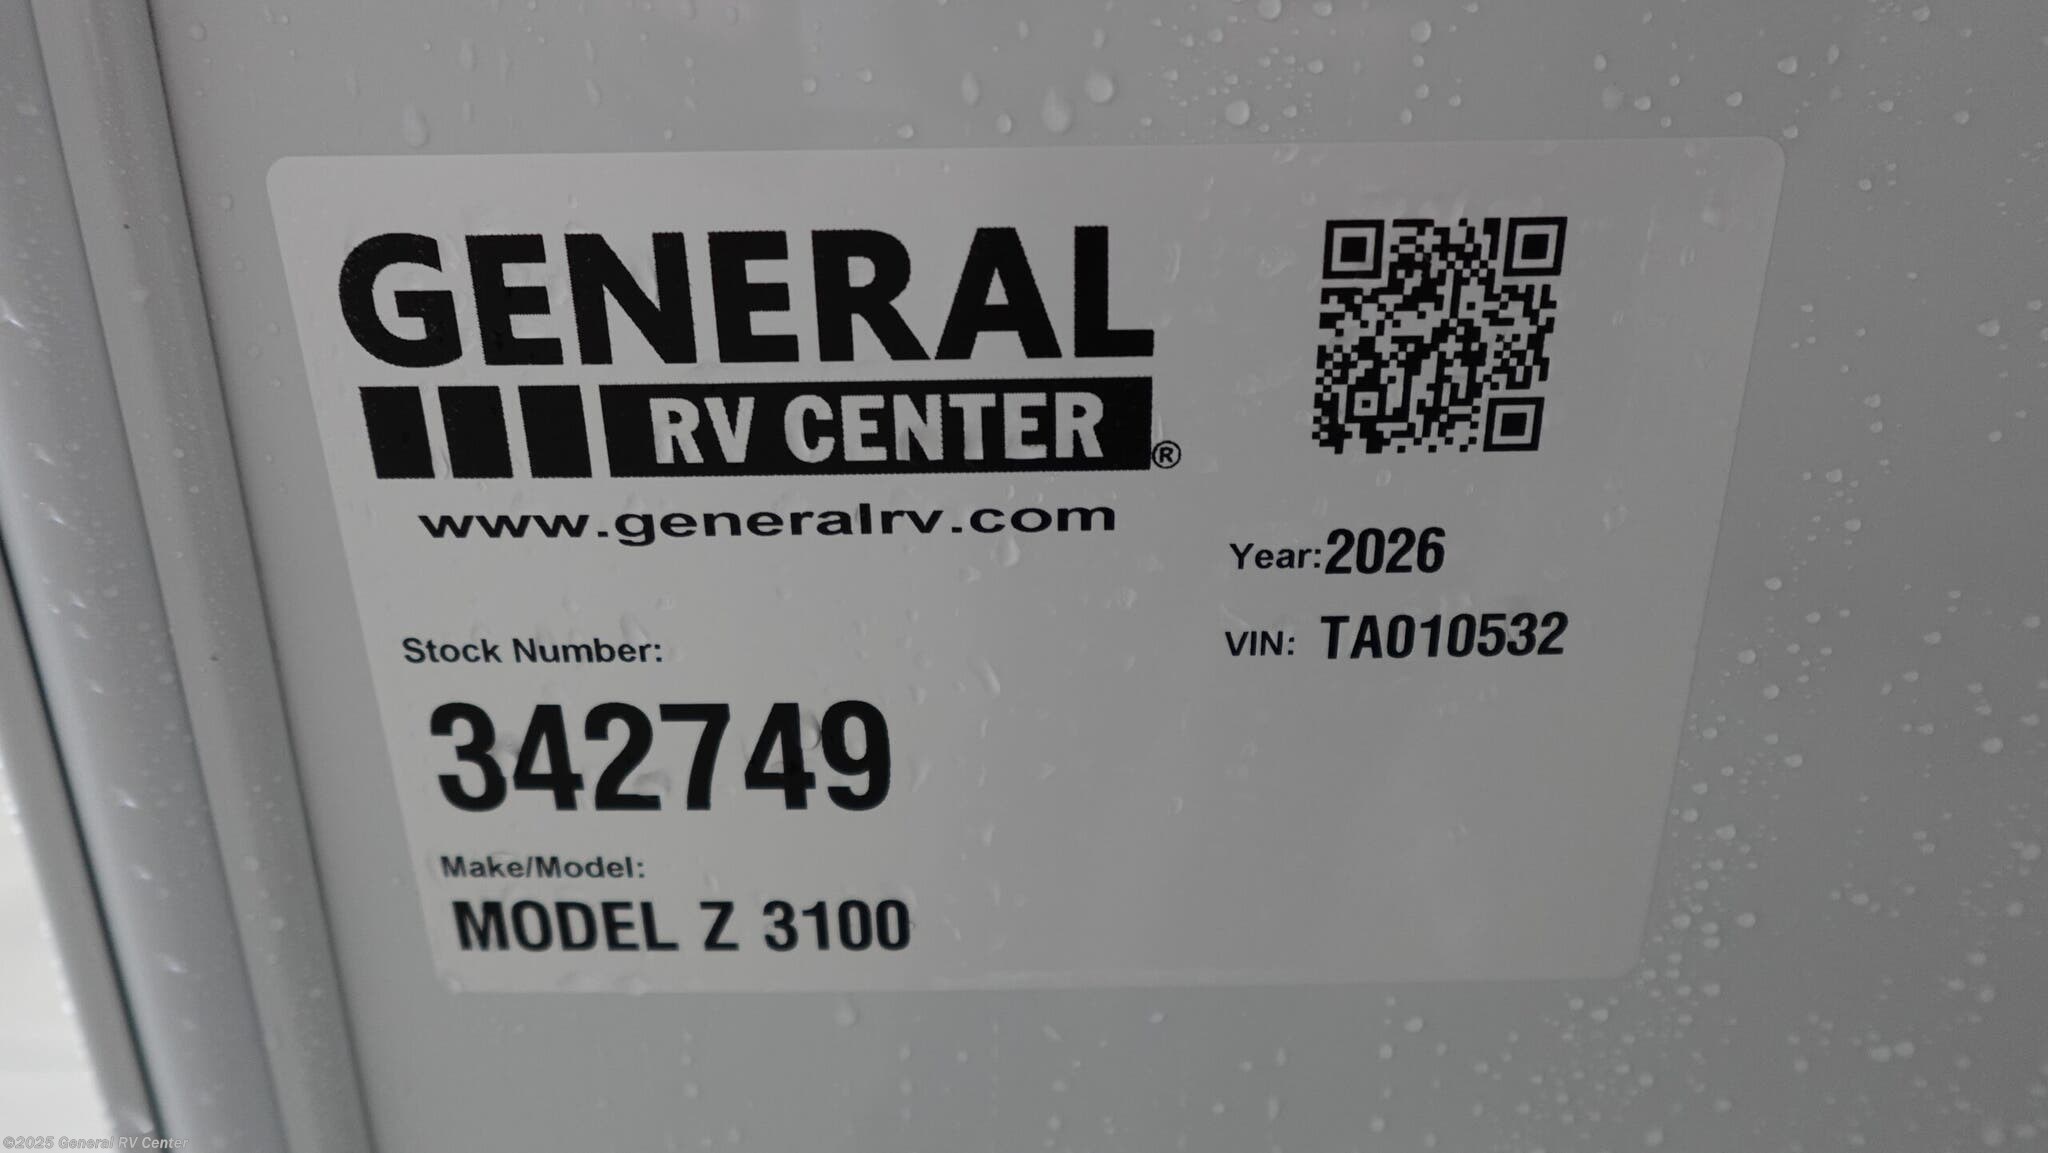 GENERAL
RV CENTER®
www.generalrv.com
Year: 2026
VIN: TA010532
Stock Number:
342749
Make/Model:
MODEL Z 3100
©2025 General RV Center